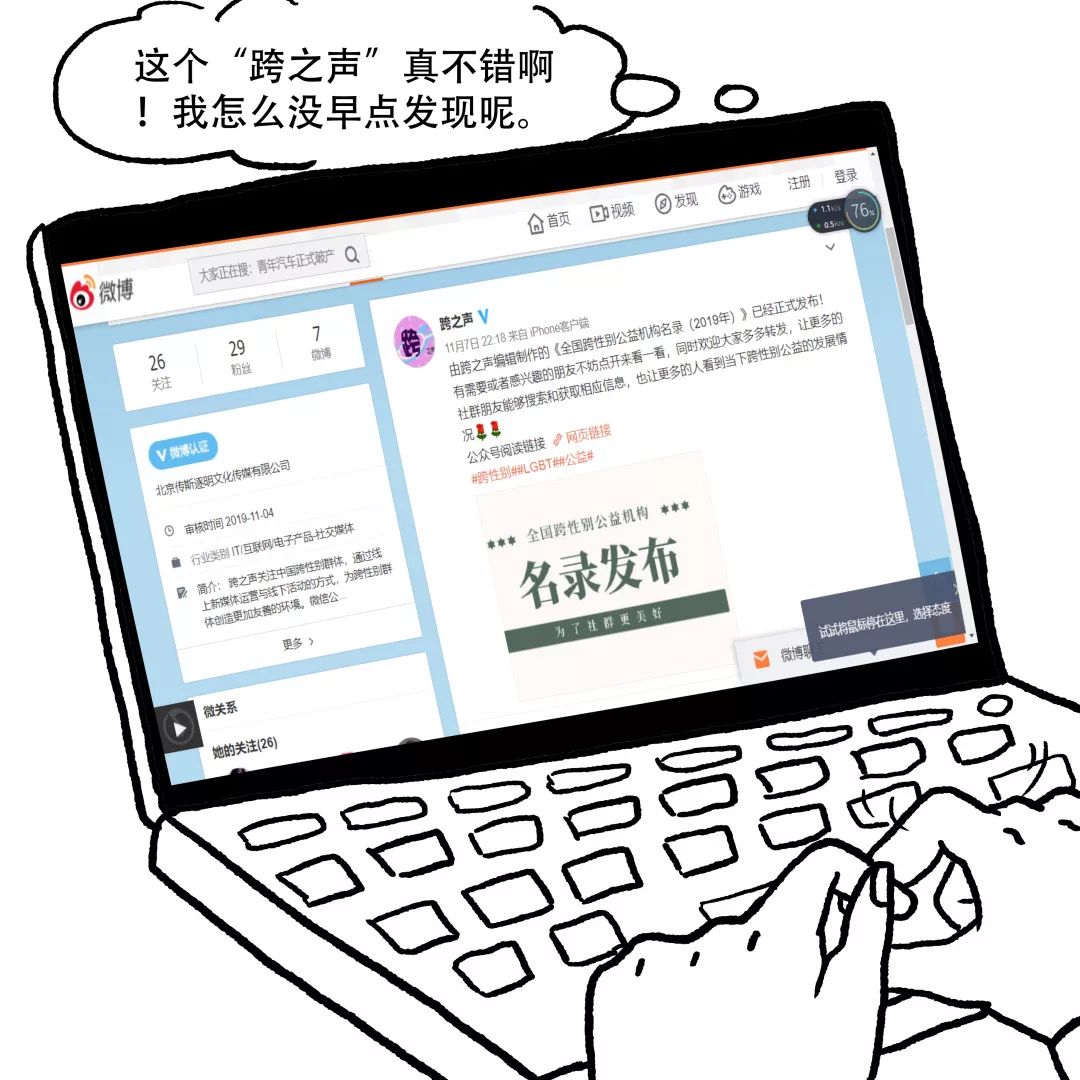 这个“跨之声”真不错啊
！我怎么没早点发现呢。
微博
大家正在搜：青年汽车正式破产
首页
视频
发现
游戏
注册
登录
1.1K/s
0.5K/s
76%
26
关注
29
粉丝
7
微博
V 微博认证
北京传斯逐明文化传媒有限公司
审核时间 2019-11-04
行业类别 IT/互联网/电子产品-社交媒体
简介： 跨之声关注中国跨性别群体，通过线
上新媒体运营与线下活动的方式，为跨性别群
体创造更加友善的环境。微信公...
更多 >
微关系
她的关注(26)
跨
跨之声 V
11月7日 22:18 来自 iPhone客户端
由跨之声编辑制作的《全国跨性别公益机构名录（2019年）》已经正式发布！
有需要或者感兴趣的朋友不妨点开来看一看，同时欢迎大家多多转发，让更多的
社群朋友能够搜索和获取相应信息，也让更多的人看到当下跨性别公益的发展情
况🌹🌹
公众号阅读链接 网页链接
#跨性别##LGBT##公益#
*** 全国跨性别公益机构 ***
名录发布
为了社群更美好
试试将鼠标停在这里，选择态度
微博聊